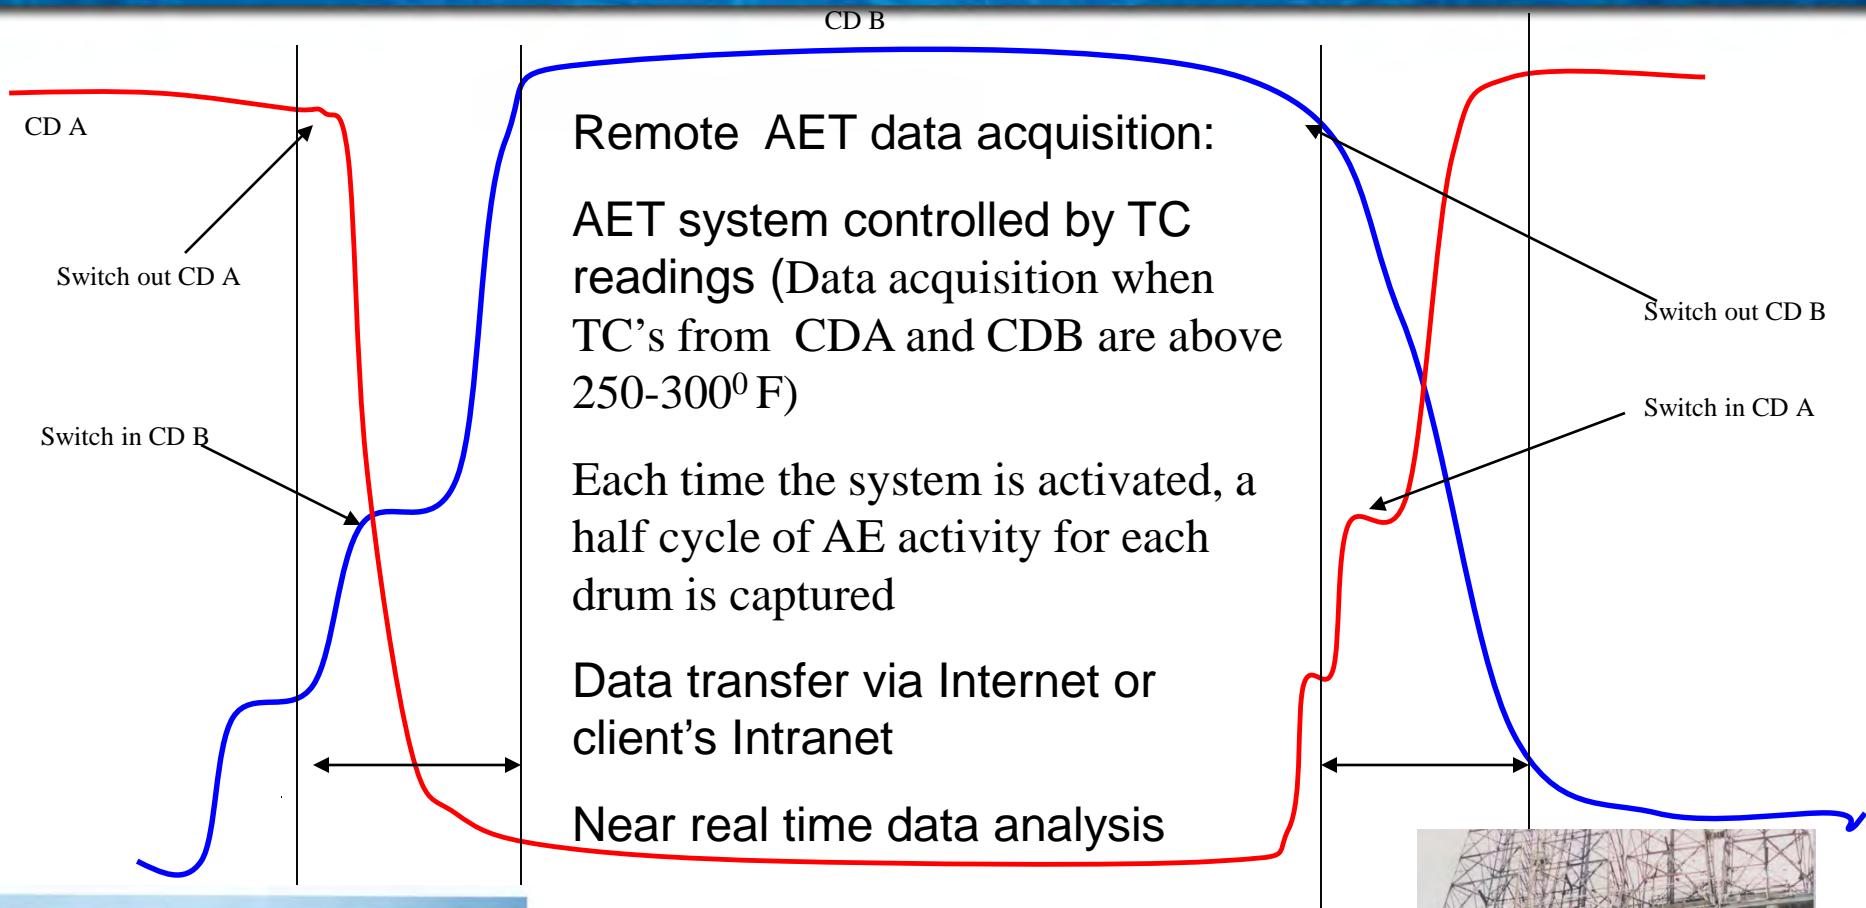 CD B
CD A
Remote AET data acquisition:
AET system controlled by TC
readings (Data acquisition when
TC’s from CDA and CDB are above
250-300⁰ F)
Each time the system is activated, a
half cycle of AE activity for each
drum is captured
Data transfer via Internet or
client’s Intranet
Near real time data analysis
Switch out CD A
Switch in CD B
Switch out CD B
Switch in CD A